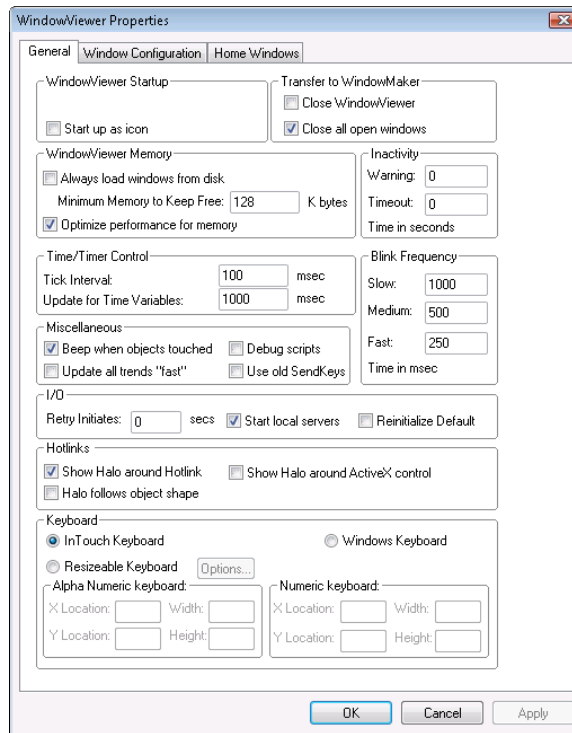 WindowViewer Properties
General Window Configuration Home Windows
WindowViewer Startup
Start up as icon
Transfer to WindowMaker
Close WindowViewer
Close all open windows
WindowViewer Memory
Always load windows from disk
Minimum Memory to Keep Free: 128 K bytes
Optimize performance for memory
Inactivity
Warning: 0
Timeout: 0
Time in seconds
Time/Timer Control
Tick Interval: 100 msec
Update for Time Variables: 1000 msec
Blink Frequency
Slow: 1000
Medium: 500
Fast: 250
Time in msec
Miscellaneous
Beep when objects touched Debug scripts
Update all trends "fast" Use old SendKeys
I/O
Retry Initiates: 0 secs Start local servers Reinitialize Default
Hotlinks
Show Halo around Hotlink Show Halo around ActiveX control
Halo follows object shape
Keyboard
InTouch Keyboard Windows Keyboard
Resizeable Keyboard Options...
Alpha Numeric keyboard:
X Location: Width:
Y Location: Height:
Numeric keyboard:
X Location: Width:
Y Location: Height:
OK Cancel Apply